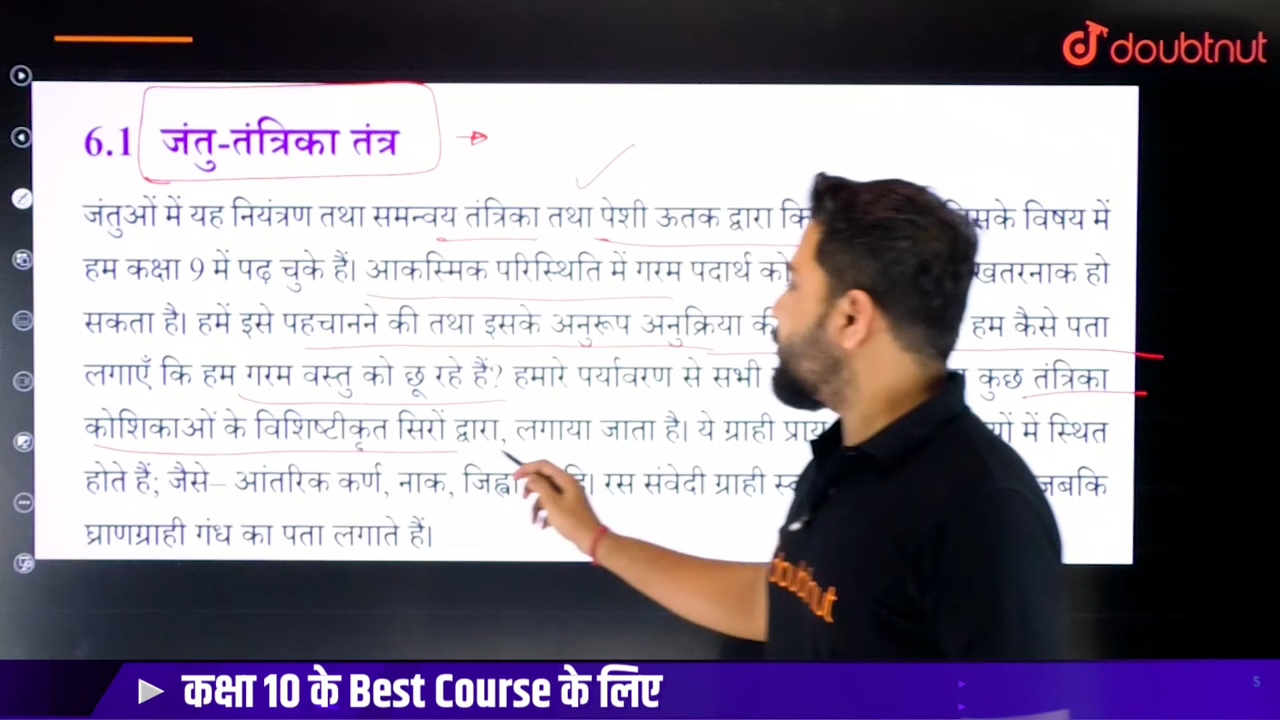 doubtnut
6.1 जंतु-तंत्रिका तंत्र
जंतुओं में यह नियंत्रण तथा समन्वय तंत्रिका तथा पेशी ऊतक द्वारा के विषय में
हम कक्षा 9 में पढ़ चुके हैं। आकस्मिक परिस्थिति में गरम पदार्थ को खतरनाक हो
सकता है। हमें इसे पहचानने की तथा इसके अनुरूप अनुक्रिया हम कैसे पता
लगाएँ कि हम गरम वस्तु को छू रहे हैं? हमारे पर्यावरण से सभी कुछ तंत्रिका
कोशिकाओं के विशिष्टीकृत सिरों द्वारा, लगाया जाता है। ये ग्राही में स्थित
होते हैं; जैसे– आंतरिक कर्ण, नाक, रस संवेदी ग्राही जबकि
घ्राणग्राही गंध का पता लगाते हैं।
doubtnut
कक्षा 10 के Best Course के लिए
5